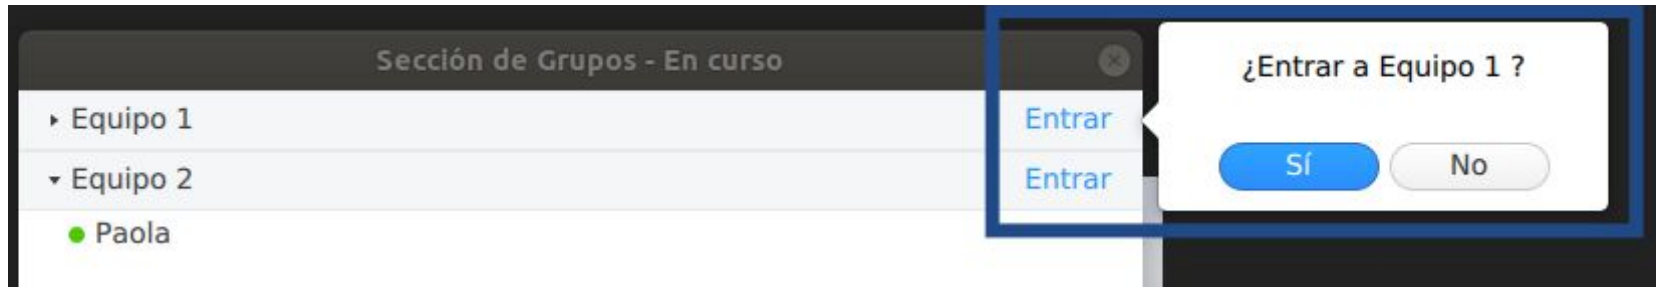 Sección de Grupos - En curso
Equipo 1 Entrar
Equipo 2 Entrar
Paola
¿Entrar a Equipo 1 ?
Sí No